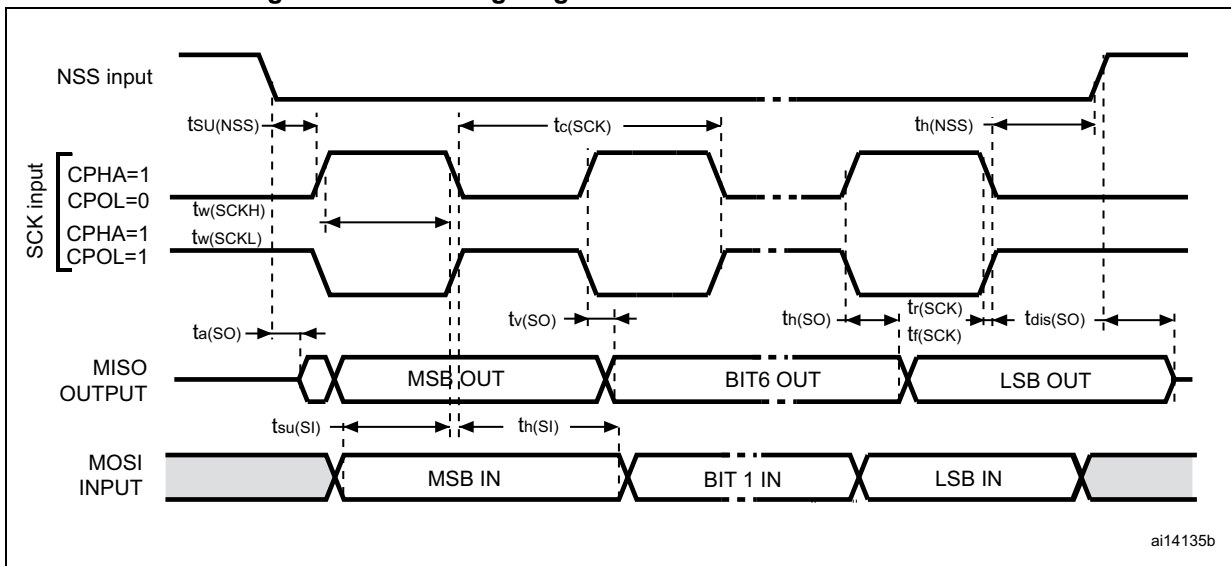 NSS input
tSU(NSS)
tc(SCK)
th(NSS)
SCK input
CPHA=1
CPOL=0
tw(SCKH)
CPHA=1
tw(SCKL)
CPOL=1
ta(SO)
tv(SO)
th(SO)
tr(SCK)
tf(SCK)
tdis(SO)
MISO
OUTPUT
MSB OUT
BIT6 OUT
LSB OUT
tsu(SI)
th(SI)
MOSI
INPUT
MSB IN
BIT 1 IN
LSB IN
ai14135b